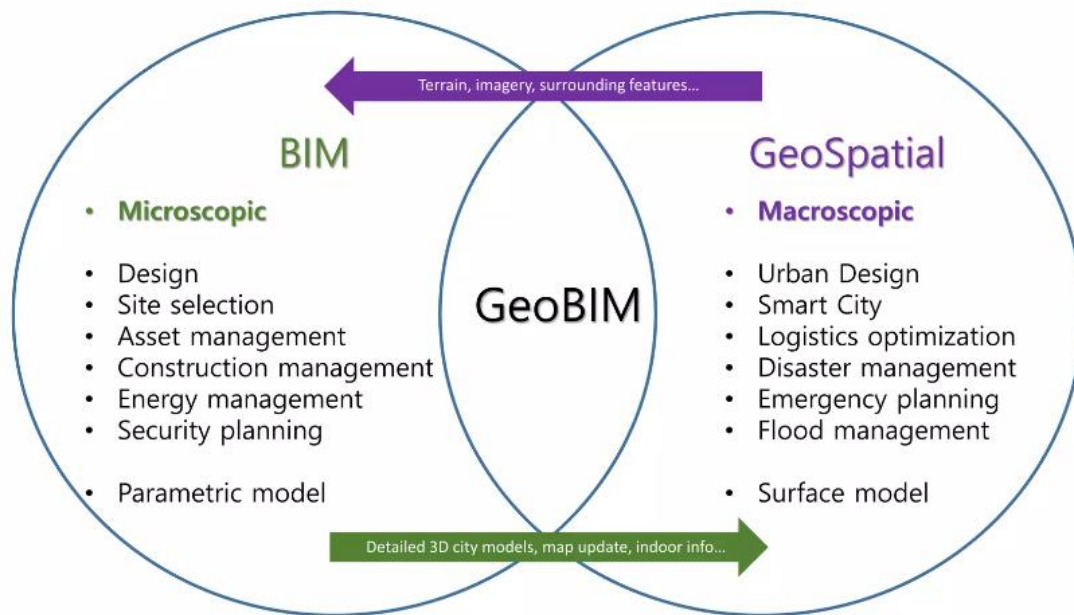 Terrain, imagery, surrounding features…
BIM
• Microscopic
• Design
• Site selection
• Asset management
• Construction management
• Energy management
• Security planning
• Parametric model
GeoBIM
GeoSpatial
• Macroscopic
• Urban Design
• Smart City
• Logistics optimization
• Disaster management
• Emergency planning
• Flood management
• Surface model
Detailed 3D city models, map update, indoor info…